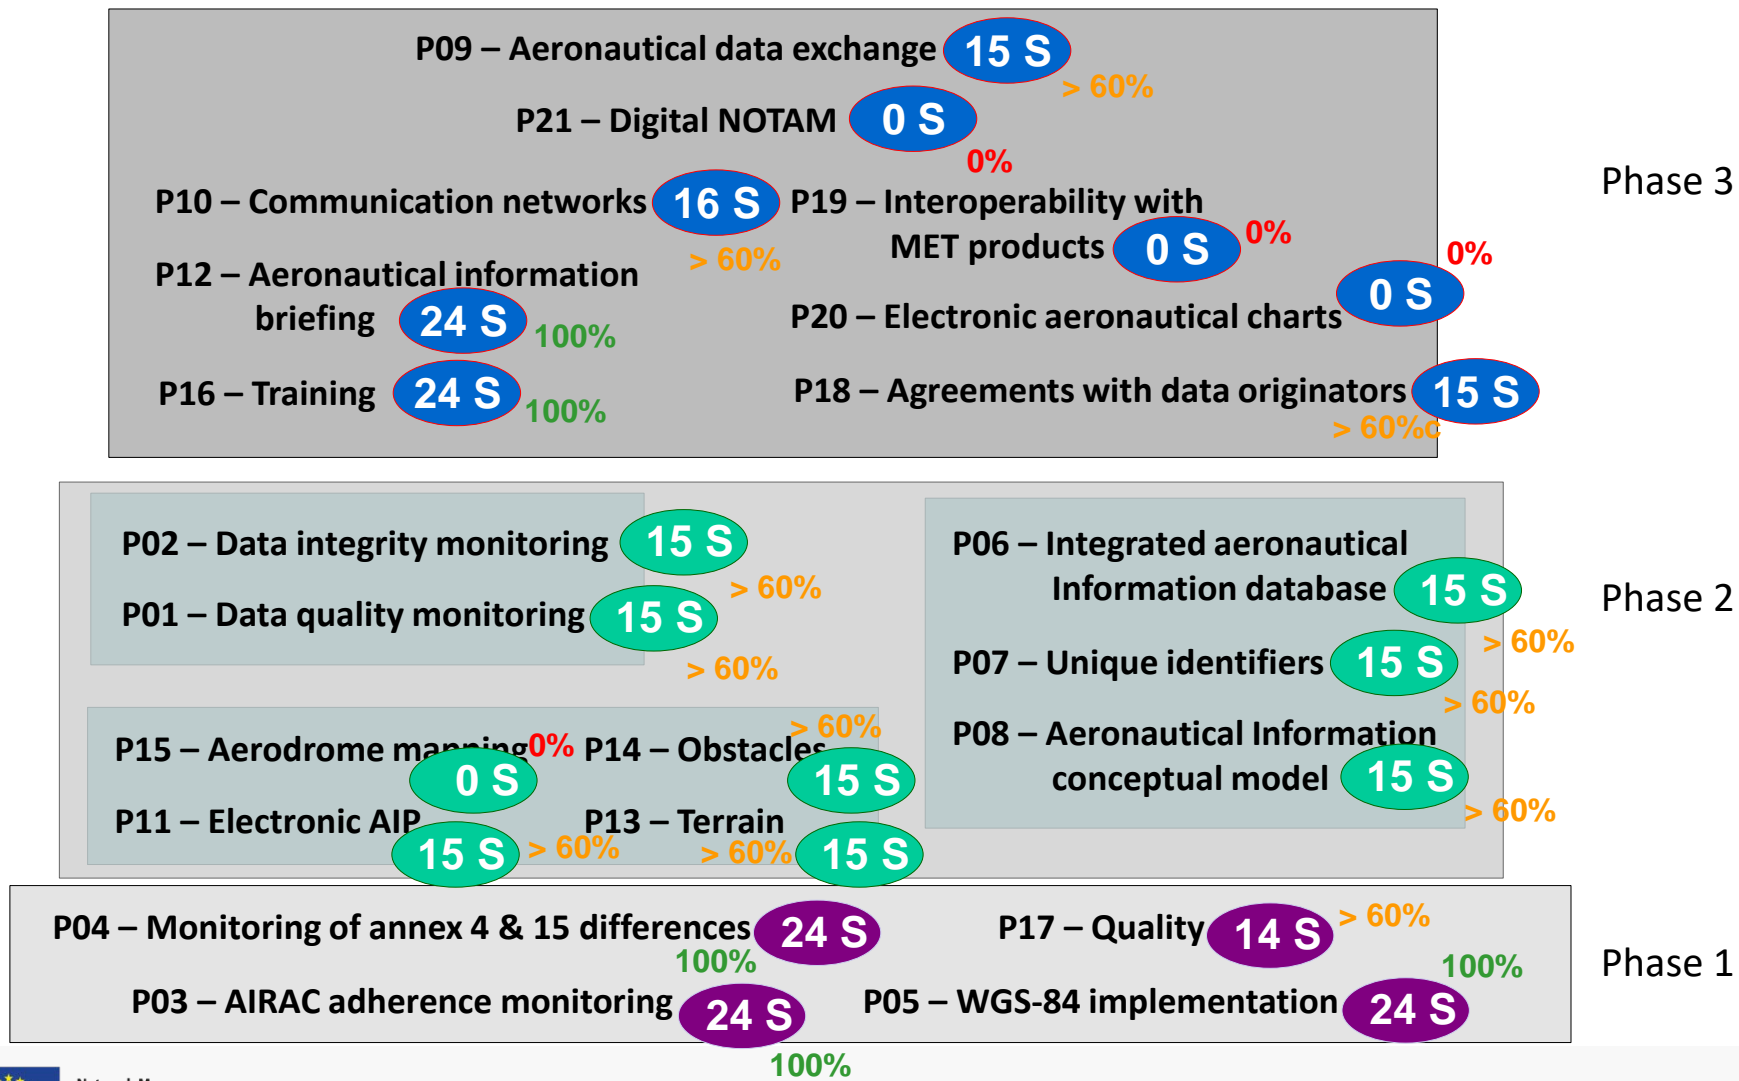 P09 – Aeronautical data exchange 15 S
> 60%
P21 – Digital NOTAM 0 S
0%
Phase 3
P10 – Communication networks 16 S
> 60%
P19 – Interoperability with
MET products 0 S 0%
P12 – Aeronautical information
briefing 24 S 100%
P20 – Electronic aeronautical charts 0 S 0%
P16 – Training 24 S 100%
P18 – Agreements with data originators 15 S
> 60%c
P02 – Data integrity monitoring 15 S
> 60%
P01 – Data quality monitoring 15 S
> 60%
P06 – Integrated aeronautical
Information database 15 S
> 60%
Phase 2
P07 – Unique identifiers 15 S
> 60%
P08 – Aeronautical Information
conceptual model 15 S
> 60%
P15 – Aerodrome mapping 0%
0 S
P14 – Obstacles > 60%
15 S
P11 – Electronic AIP
15 S > 60%
P13 – Terrain
> 60% 15 S
P04 – Monitoring of annex 4 & 15 differences 24 S
100%
P17 – Quality 14 S > 60%
Phase 1
P03 – AIRAC adherence monitoring 24 S
100%
P05 – WGS-84 implementation 24 S
100%